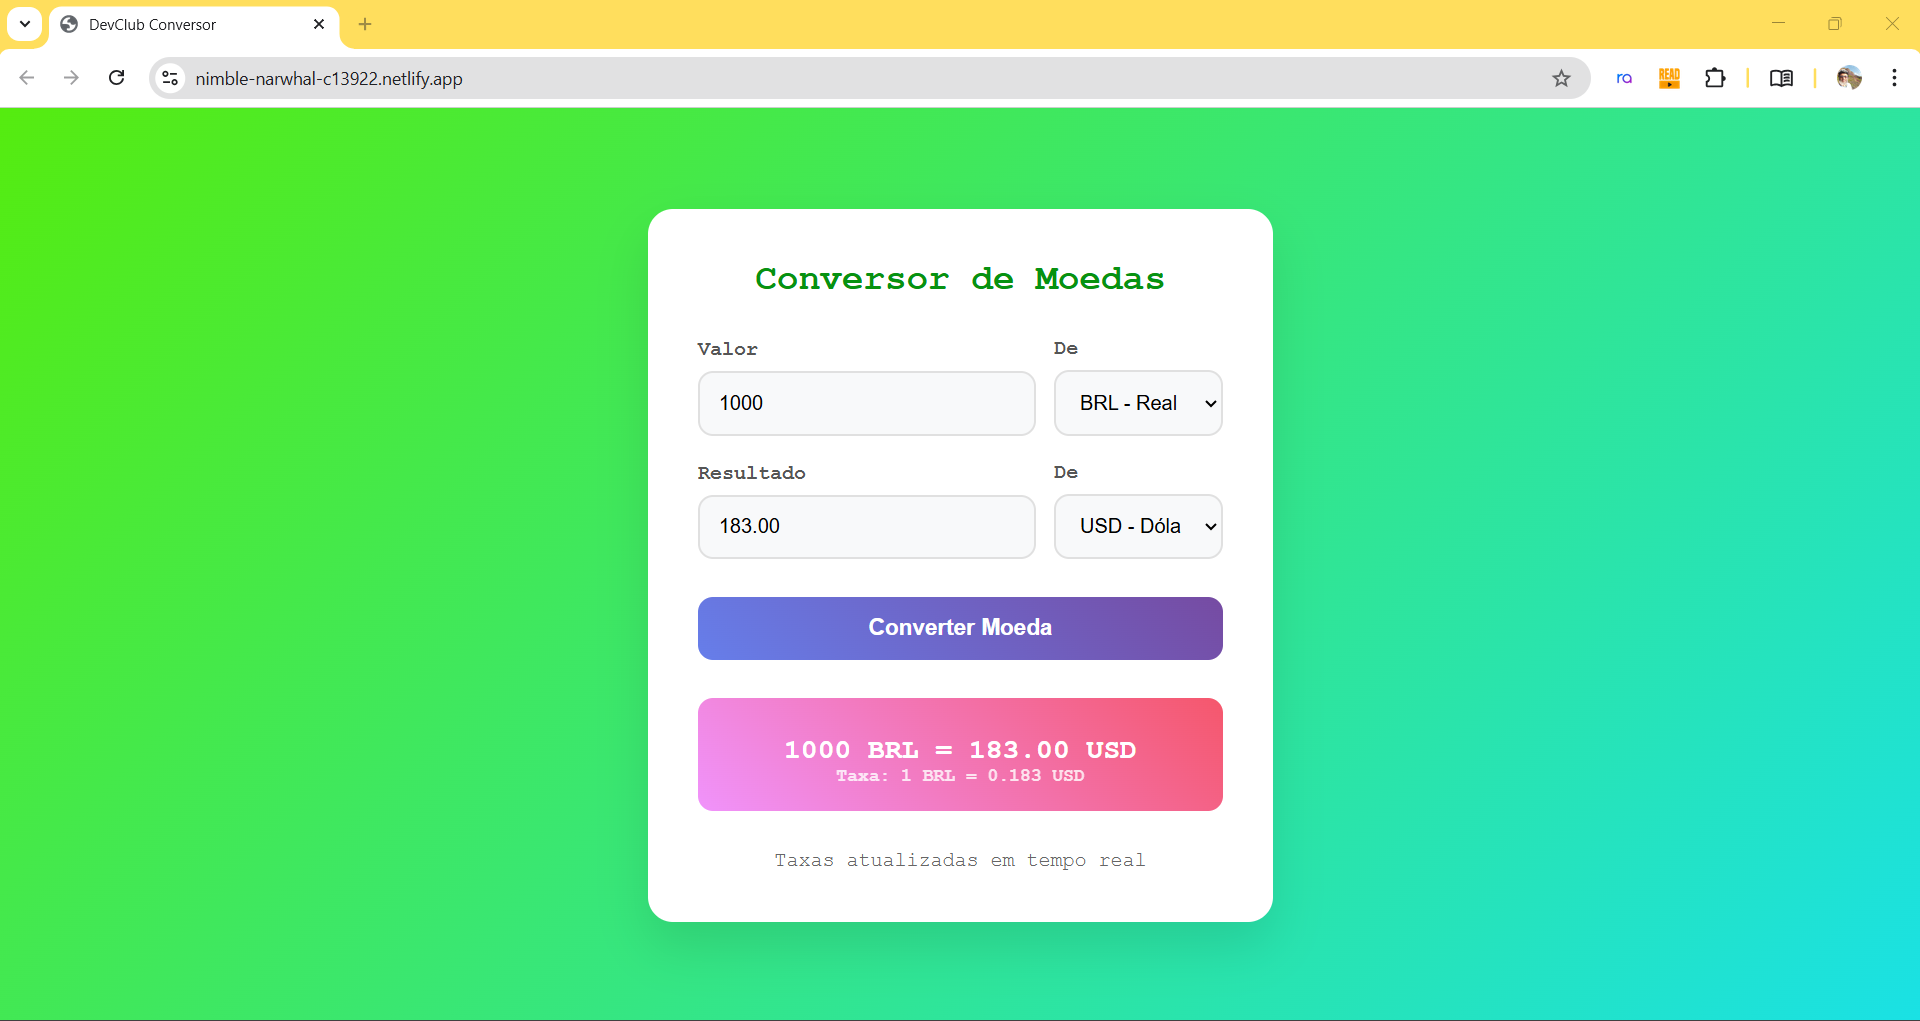 DevClub Conversor
nimble-narwhal-c13922.netlify.app
ra
READ
Conversor de Moedas
Valor
De
1000
BRL - Real
Resultado
De
183.00
USD - Dóla
Converter Moeda
1000 BRL = 183.00 USD
Taxa: 1 BRL = 0.183 USD
Taxas atualizadas em tempo real